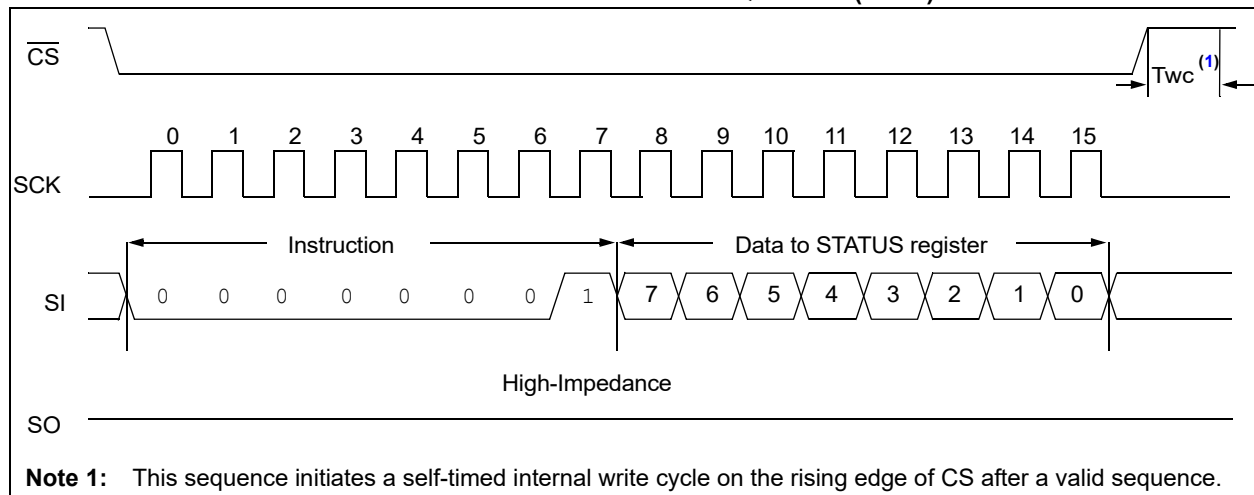 CS
Twc (1)
0 1 2 3 4 5 6 7 8 9 10 11 12 13 14 15
SCK
Instruction Data to STATUS register
SI 0 0 0 0 0 0 0 1 7 6 5 4 3 2 1 0
High-Impedance
SO
Note 1: This sequence initiates a self-timed internal write cycle on the rising edge of CS after a valid sequence.